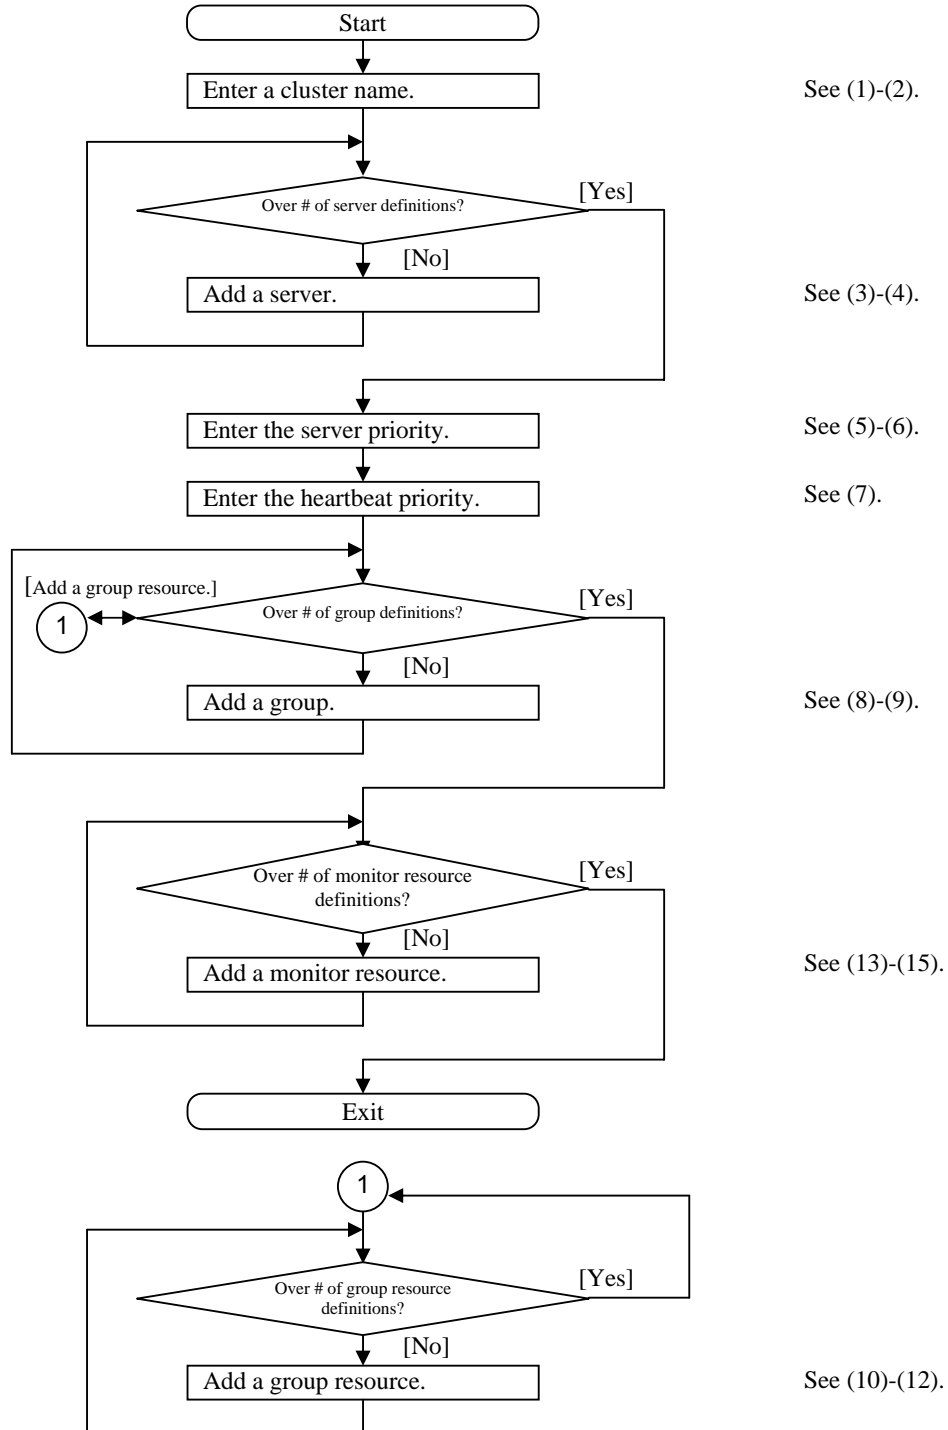 Start
Enter a cluster name.
See (1)-(2).
[Yes]
Over # of server definitions?
[No]
Add a server.
See (3)-(4).
Enter the server priority.
See (5)-(6).
Enter the heartbeat priority.
See (7).
[Add a group resource.]
1
Over # of group definitions?
[Yes]
[No]
Add a group.
See (8)-(9).
Over # of monitor resource
definitions?
[Yes]
[No]
Add a monitor resource.
See (13)-(15).
Exit
1
Over # of group resource
definitions?
[Yes]
[No]
Add a group resource.
See (10)-(12).